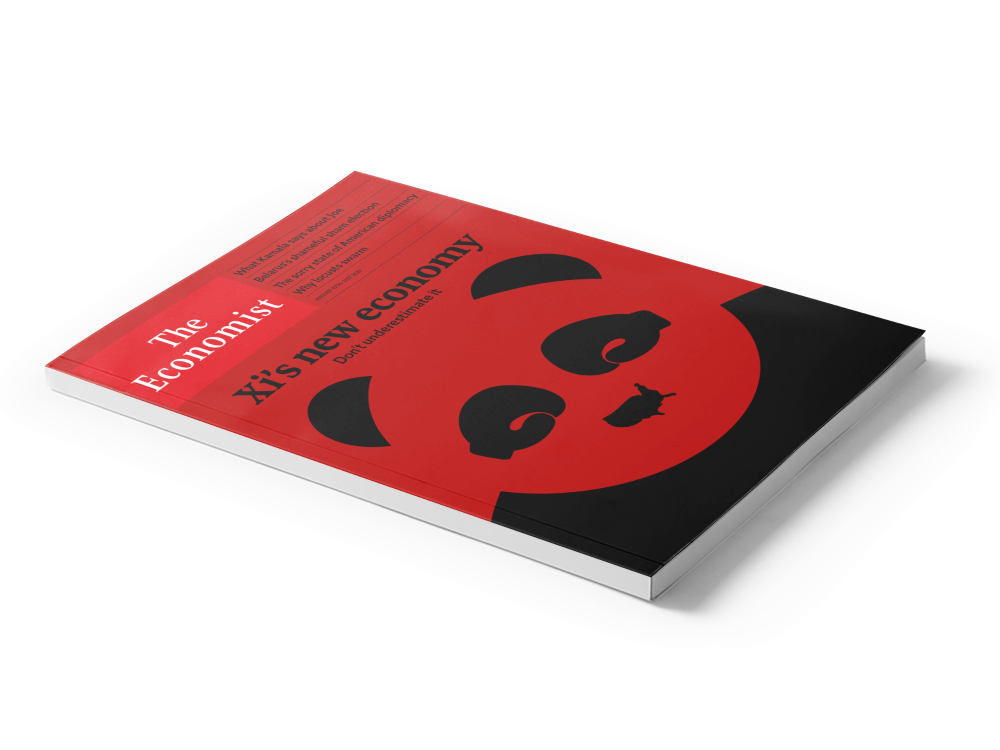 What Kamala says about Joe
Belarus's shameful sham election
The sorry state of American diplomacy
Why locusts swarm
The
Economist
Xi's new economy
Don't underestimate it